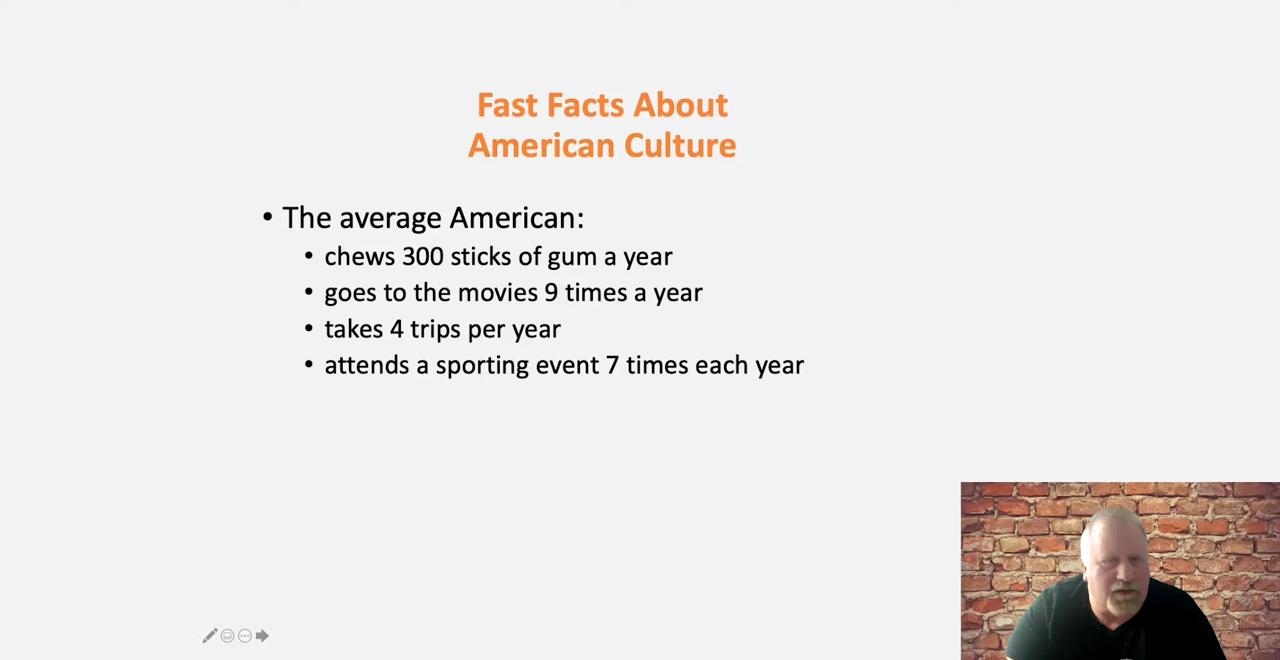 Fast Facts About
American Culture
• The average American:
• chews 300 sticks of gum a year
• goes to the movies 9 times a year
• takes 4 trips per year
• attends a sporting event 7 times each year